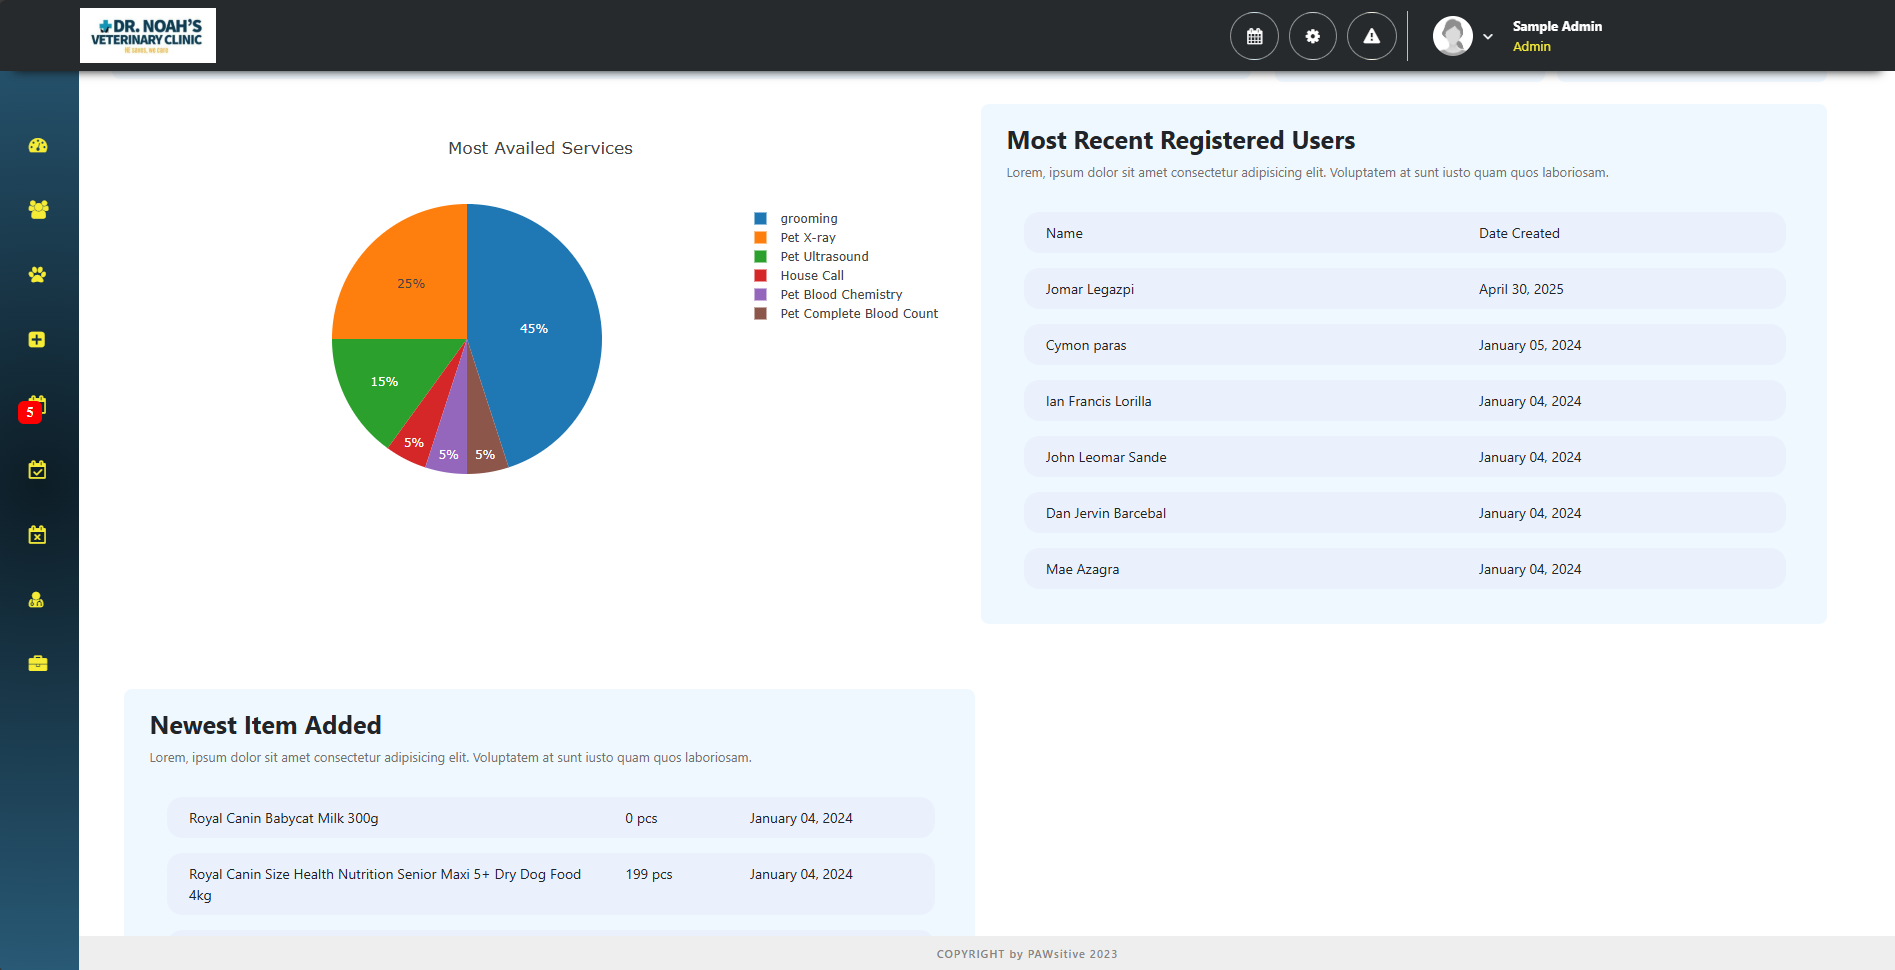 DR. NOAH'S
VETERINARY CLINIC
HE SAVES, WE CARE
Sample Admin
Admin
5
Most Availed Services
45%
25%
15%
5%
5%
5%
grooming
Pet X-ray
Pet Ultrasound
House Call
Pet Blood Chemistry
Pet Complete Blood Count
Most Recent Registered Users
Lorem, ipsum dolor sit amet consectetur adipisicing elit. Voluptatem at sunt iusto quam quos laboriosam.
Name Date Created
Jomar Legazpi April 30, 2025
Cymon paras January 05, 2024
Ian Francis Lorilla January 04, 2024
John Leomar Sande January 04, 2024
Dan Jervin Barcebal January 04, 2024
Mae Azagra January 04, 2024
Newest Item Added
Lorem, ipsum dolor sit amet consectetur adipisicing elit. Voluptatem at sunt iusto quam quos laboriosam.
Royal Canin Babycat Milk 300g 0 pcs January 04, 2024
Royal Canin Size Health Nutrition Senior Maxi 5+ Dry Dog Food 199 pcs January 04, 2024
4kg
COPYRIGHT by PAWsitive 2023